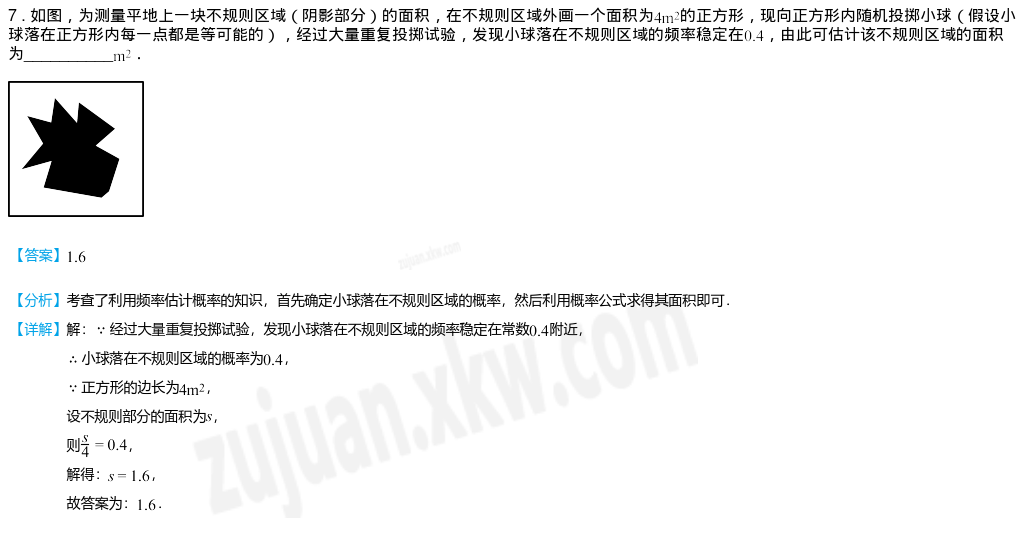 7．如图，为测量平地上一块不规则区域（阴影部分）的面积，在不规则区域外画一个面积为4m²的正方形，现向正方形内随机投掷小球（假设小
球落在正方形内每一点都是等可能的），经过大量重复投掷试验，发现小球落在不规则区域的频率稳定在0.4，由此可估计该不规则区域的面积
为____________m²．
【答案】1.6
zujuan.xkw.com
【分析】考查了利用频率估计概率的知识，首先确定小球落在不规则区域的概率，然后利用概率公式求得其面积即可．
【详解】解：∵经过大量重复投掷试验，发现小球落在不规则区域的频率稳定在常数0.4附近，
∴小球落在不规则区域的概率为0.4，
∵正方形的边长为4m²，
设不规则部分的面积为s，
则s/4=0.4，
解得：s=1.6，
故答案为：1.6．
zujuan.xkw.com